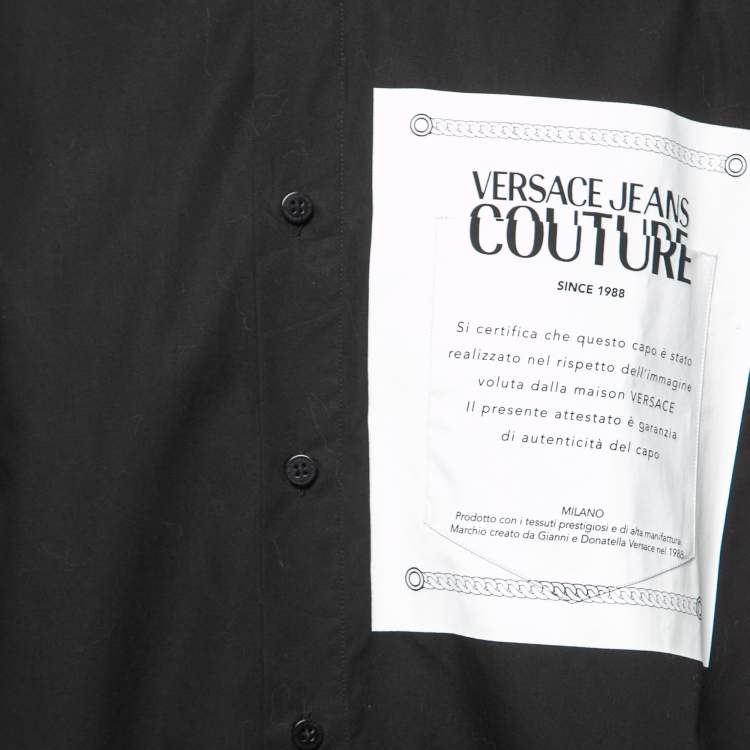 VERSACE JEANS
COUTURE
SINCE 1988
Si certifica che questo capo è stato
realizzato nel rispetto dell'immagine
voluta dalla maison VERSACE
Il presente attestato è garanzia
di autenticità del capo
MILANO
Prodotto con i tessuti prestigiosi e di alta manifattura.
Marchio creato da Gianni e Donatella Versace nel 1988.